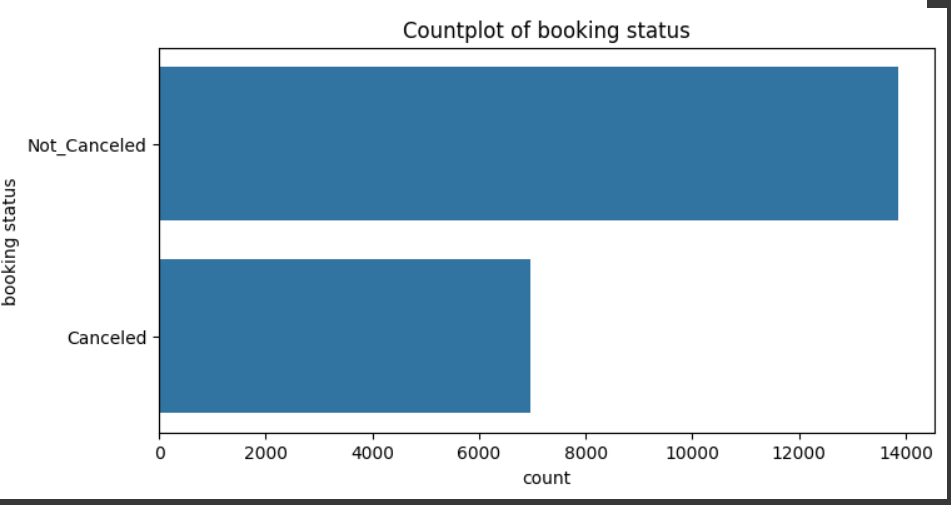 Countplot of booking status
Not_Canceled
booking status
Canceled
0 2000 4000 6000 8000 10000 12000 14000
count